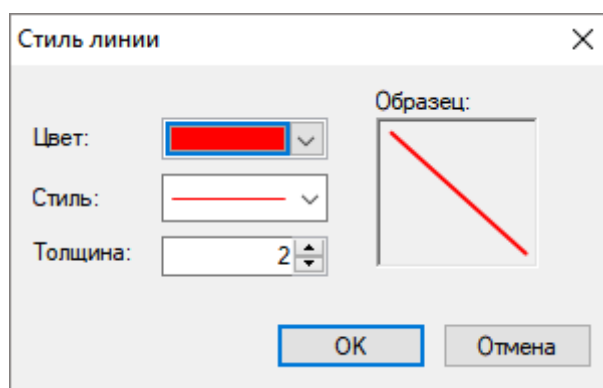 Стиль линии
Образец:
Цвет:
Стиль:
Толщина: 2
OK Отмена